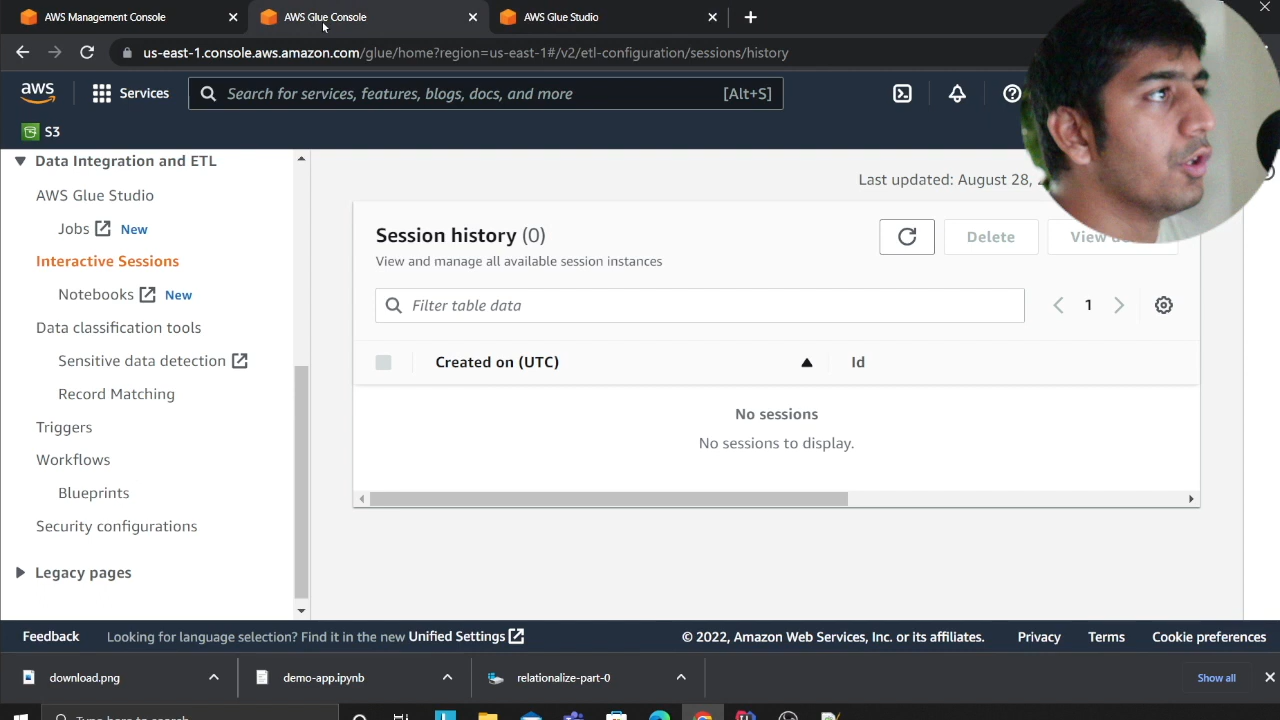 AWS Management Console
AWS Glue Console
AWS Glue Studio
us-east-1.console.aws.amazon.com/glue/home?region=us-east-1#/v2/etl-configuration/sessions/history
aws
Services
Search for services, features, blogs, docs, and more
[Alt+S]
S3
Data Integration and ETL
AWS Glue Studio
Jobs New
Interactive Sessions
Notebooks New
Data classification tools
Sensitive data detection
Record Matching
Triggers
Workflows
Blueprints
Security configurations
Legacy pages
Last updated: August 28,
Session history (0)
View and manage all available session instances
Delete
View
Filter table data
1
Created on (UTC)
Id
No sessions
No sessions to display.
Feedback
Looking for language selection? Find it in the new Unified Settings
© 2022, Amazon Web Services, Inc. or its affiliates.
Privacy
Terms
Cookie preferences
download.png
demo-app.ipynb
relationalize-part-0
Show all
Type here to search